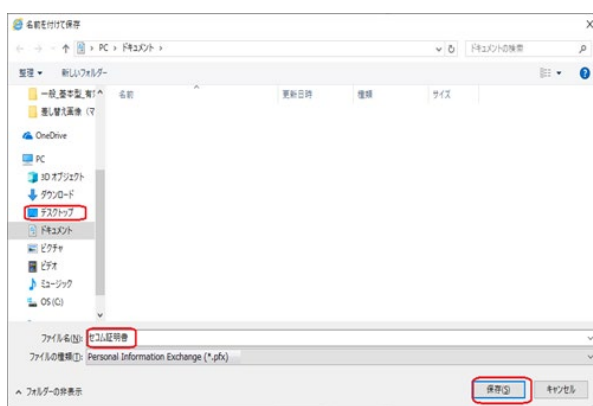 名前を付けて保存
PC › ドキュメント ›
ドキュメントの検索
整理 ▼ 新しいフォルダー
名前 更新日時 種類 サイズ
一般_基本型_有
差し替え画像（マ
OneDrive
PC
3D オブジェクト
ダウンロード
デスクトップ
ドキュメント
ピクチャ
ビデオ
ミュージック
OS (C:)
ファイル名(N): セコム証明書
ファイルの種類(T): Personal Information Exchange (*.pfx)
フォルダーの非表示
保存(S) キャンセル